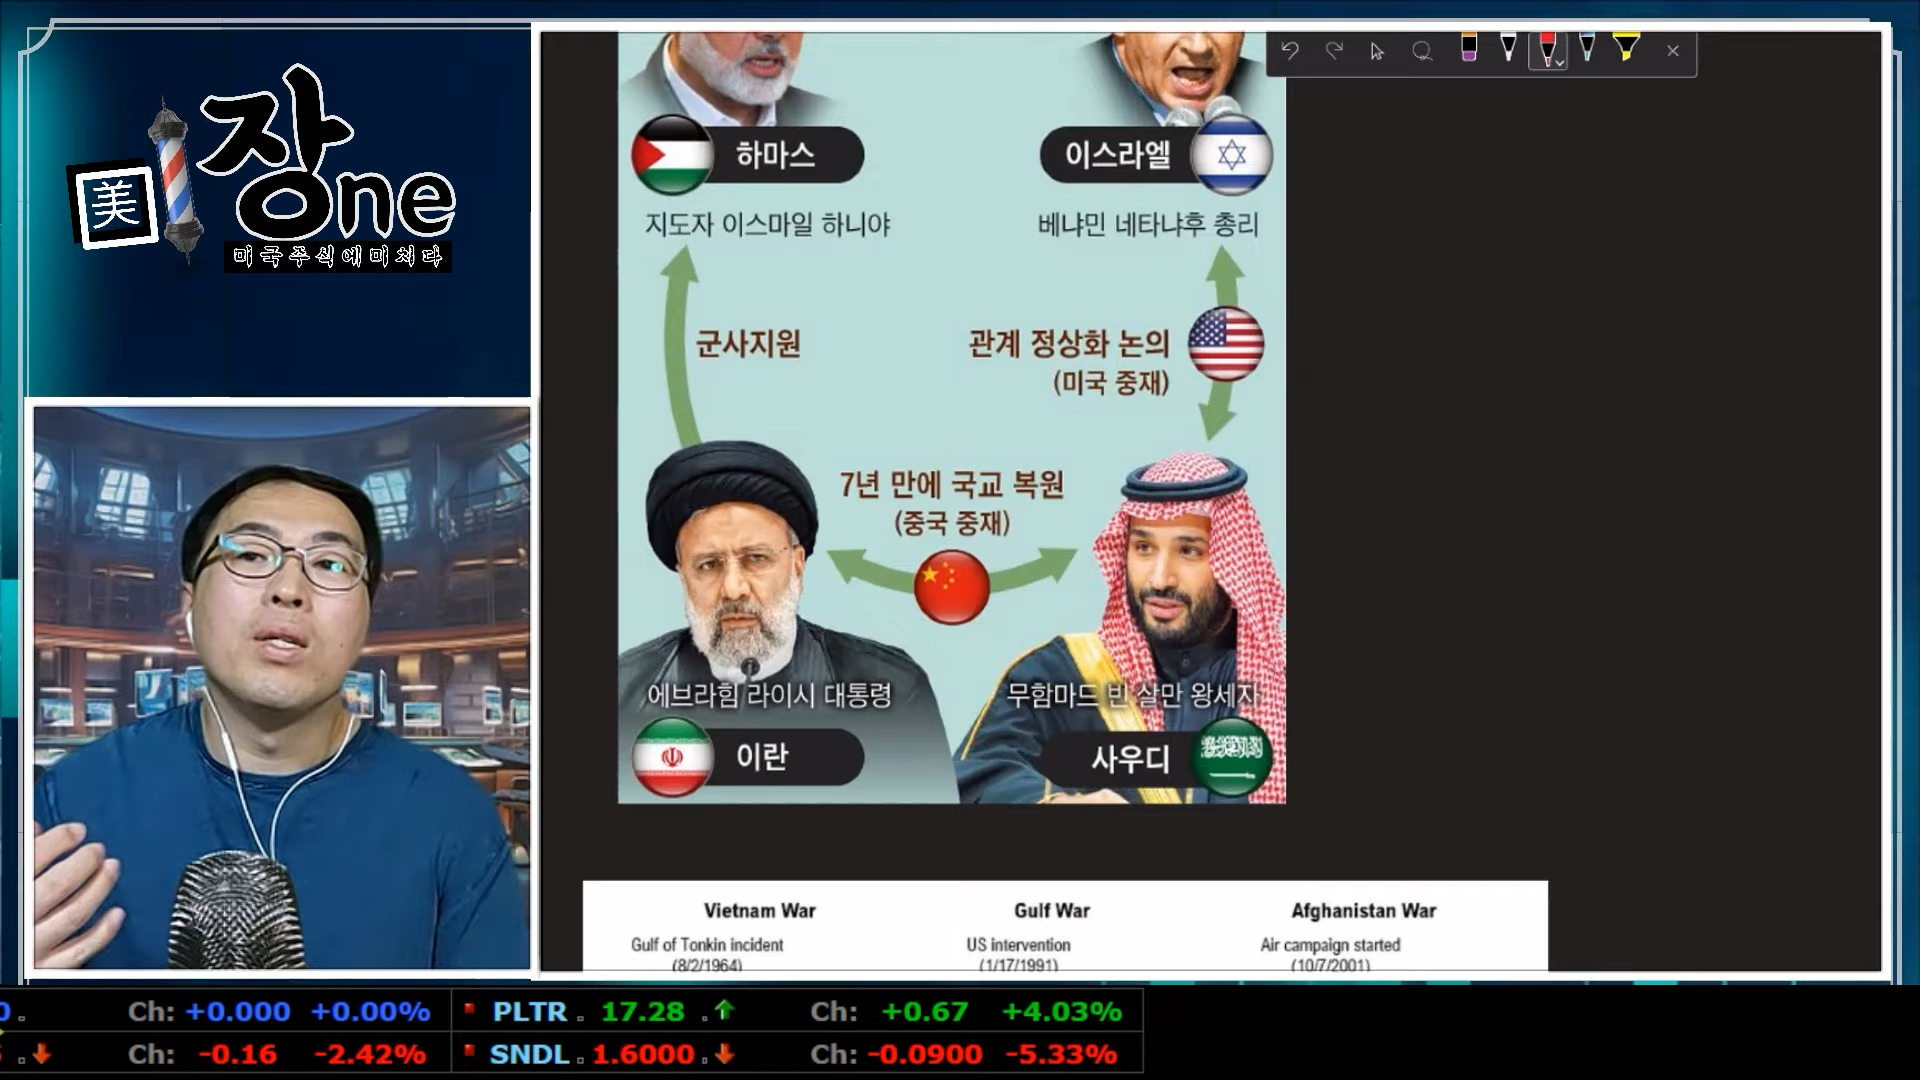 장one
美
미국주식에미치다
하마스
이스라엘
지도자 이스마일 하니야
베냐민 네타냐후 총리
군사지원
관계 정상화 논의
(미국 중재)
7년 만에 국교 복원
(중국 중재)
에브라힘 라이시 대통령
무함마드 빈 살만 왕세자
이란
사우디
Vietnam War
Gulf War
Afghanistan War
Gulf of Tonkin incident
US intervention
Air campaign started
(8/2/1964)
(1/17/1991)
(10/7/2001)
Ch: +0.000 +0.00% PLTR 17.28 Ch: +0.67 +4.03%
Ch: -0.16 -2.42% SNDL 1.6000 Ch: -0.0900 -5.33%